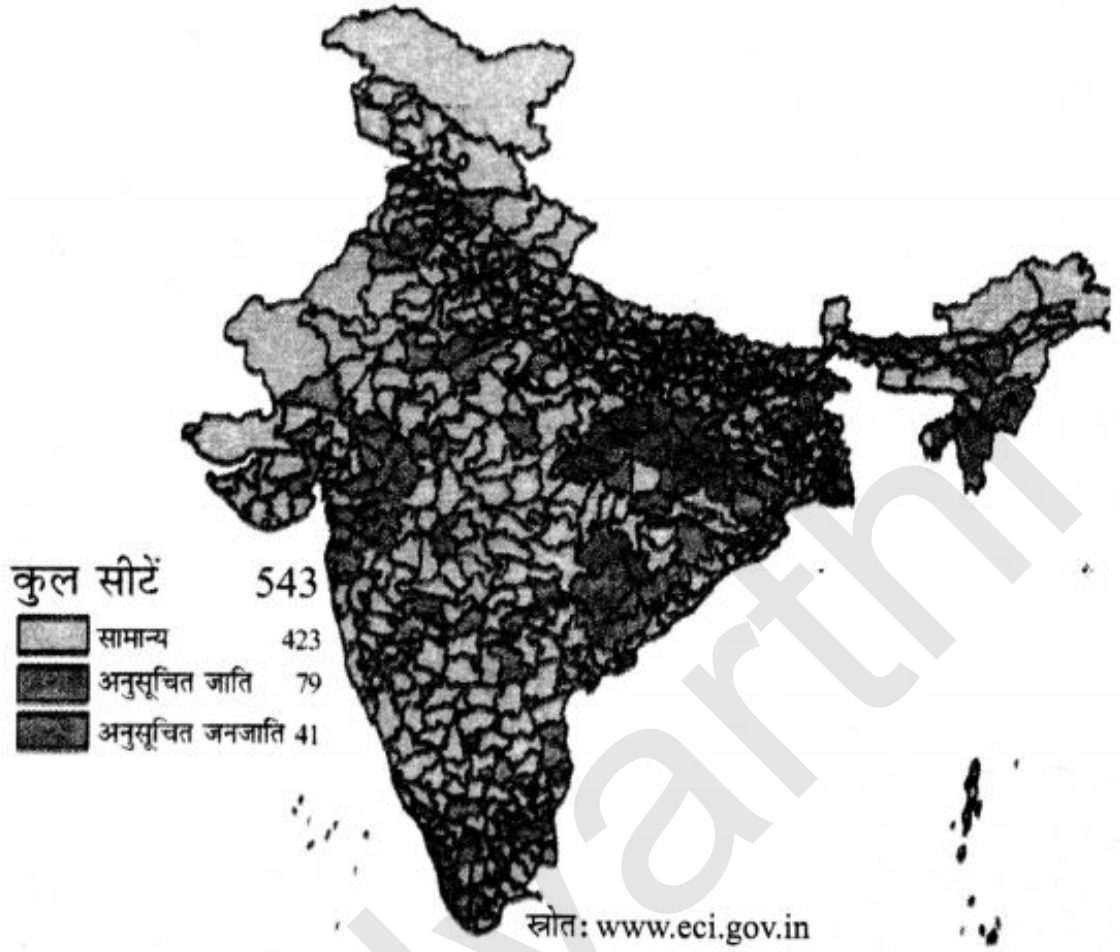 कुल सीटें 543
सामान्य 423
अनुसूचित जाति 79
अनुसूचित जनजाति 41
स्रोत: www.eci.gov.in